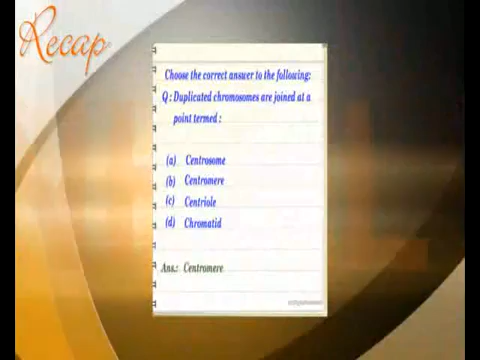 Recap
Choose the correct answer to the following:
Q : Duplicated chromosomes are joined at a
point termed :
(a) Centrosome
(b) Centromere
(c) Centriole
(d) Chromatid
Ans.: Centromere